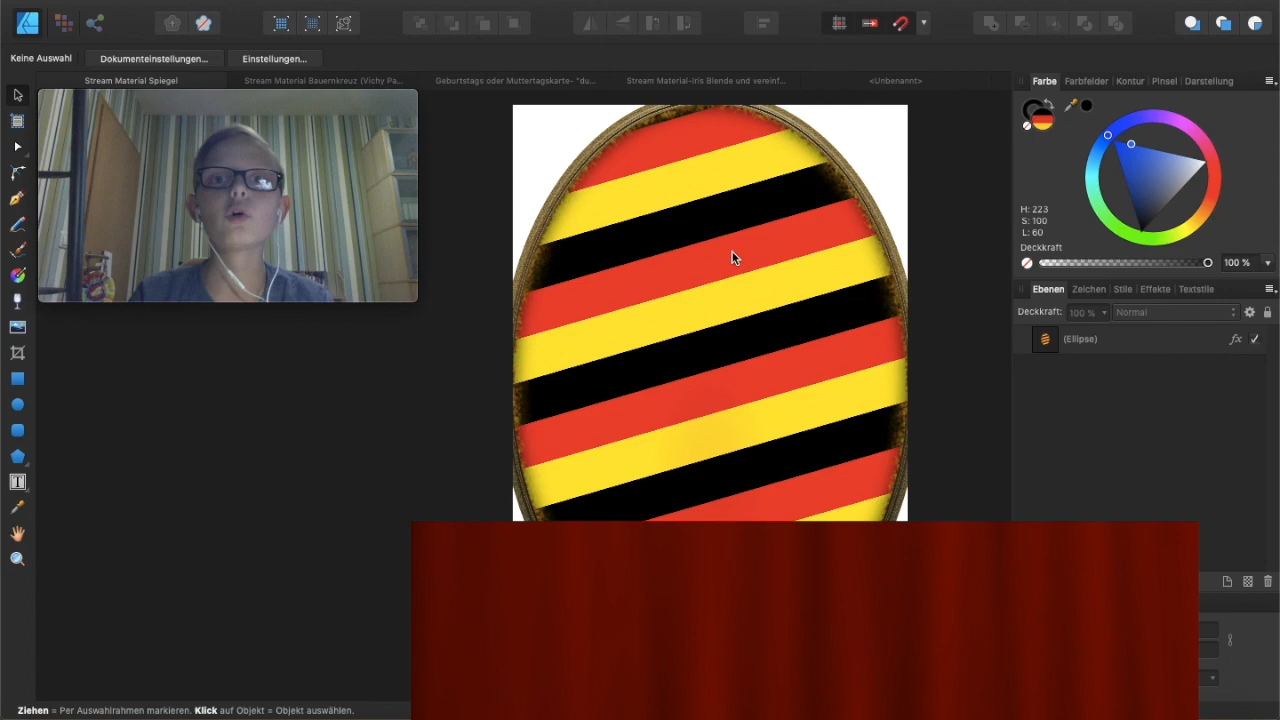 Keine Auswahl
Dokumenteinstellungen...
Einstellungen...
Stream Material Spiegel
Stream Material Bauernkreuz (Vichy Pa...
Geburtstags oder Muttertagskarte- "du...
Stream Material-Iris Blende und vereinf...
<Unbenannt>
Farbe
Farbfelder
Kontur
Pinsel
Darstellung
H: 223
S: 100
L: 60
Deckkraft
100 %
Ebenen
Zeichen
Stile
Effekte
Textstile
Deckkraft:
100 %
Normal
(Ellipse)
fx
T
Ziehen = Per Auswahlrahmen markieren. Klick auf Objekt = Objekt auswählen.